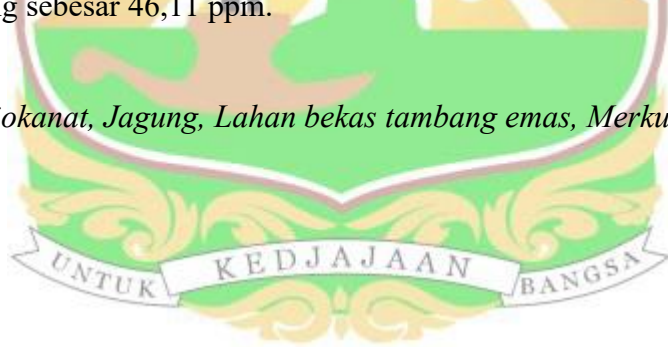 g sebesar 46,11 ppm.
okanat, Jagung, Lahan bekas tambang emas, Merku
UNTUK KEDJAJAAN BANGSA